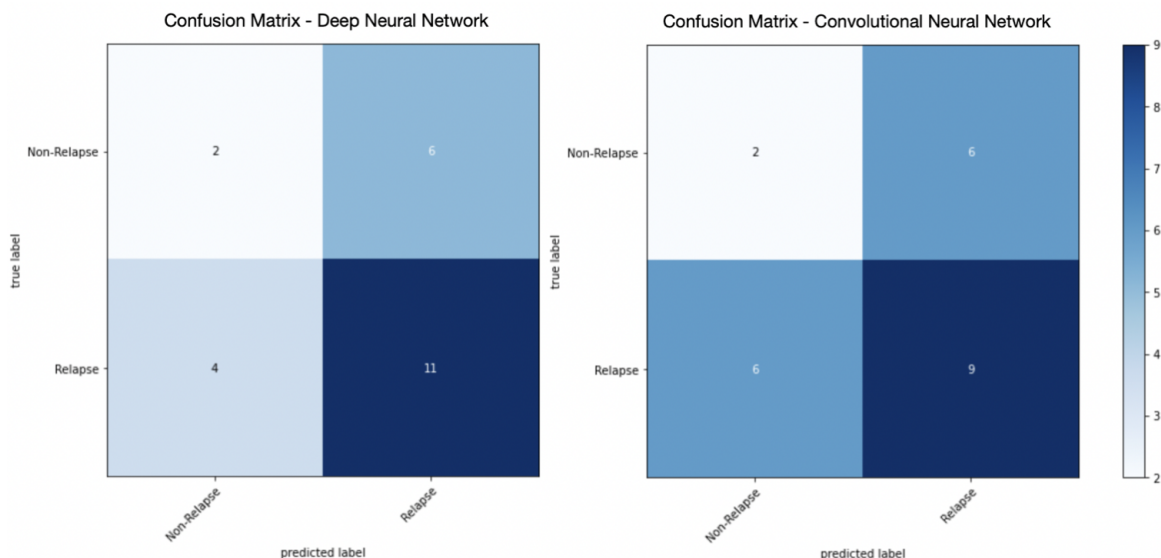 Confusion Matrix - Deep Neural Network
Non-Relapse
2
6
Relapse
4
11
true label
Non-Relapse
Relapse
predicted label
Confusion Matrix - Convolutional Neural Network
Non-Relapse
2
6
Relapse
6
9
true label
Non-Relapse
Relapse
predicted label
9
8
7
6
5
4
3
2